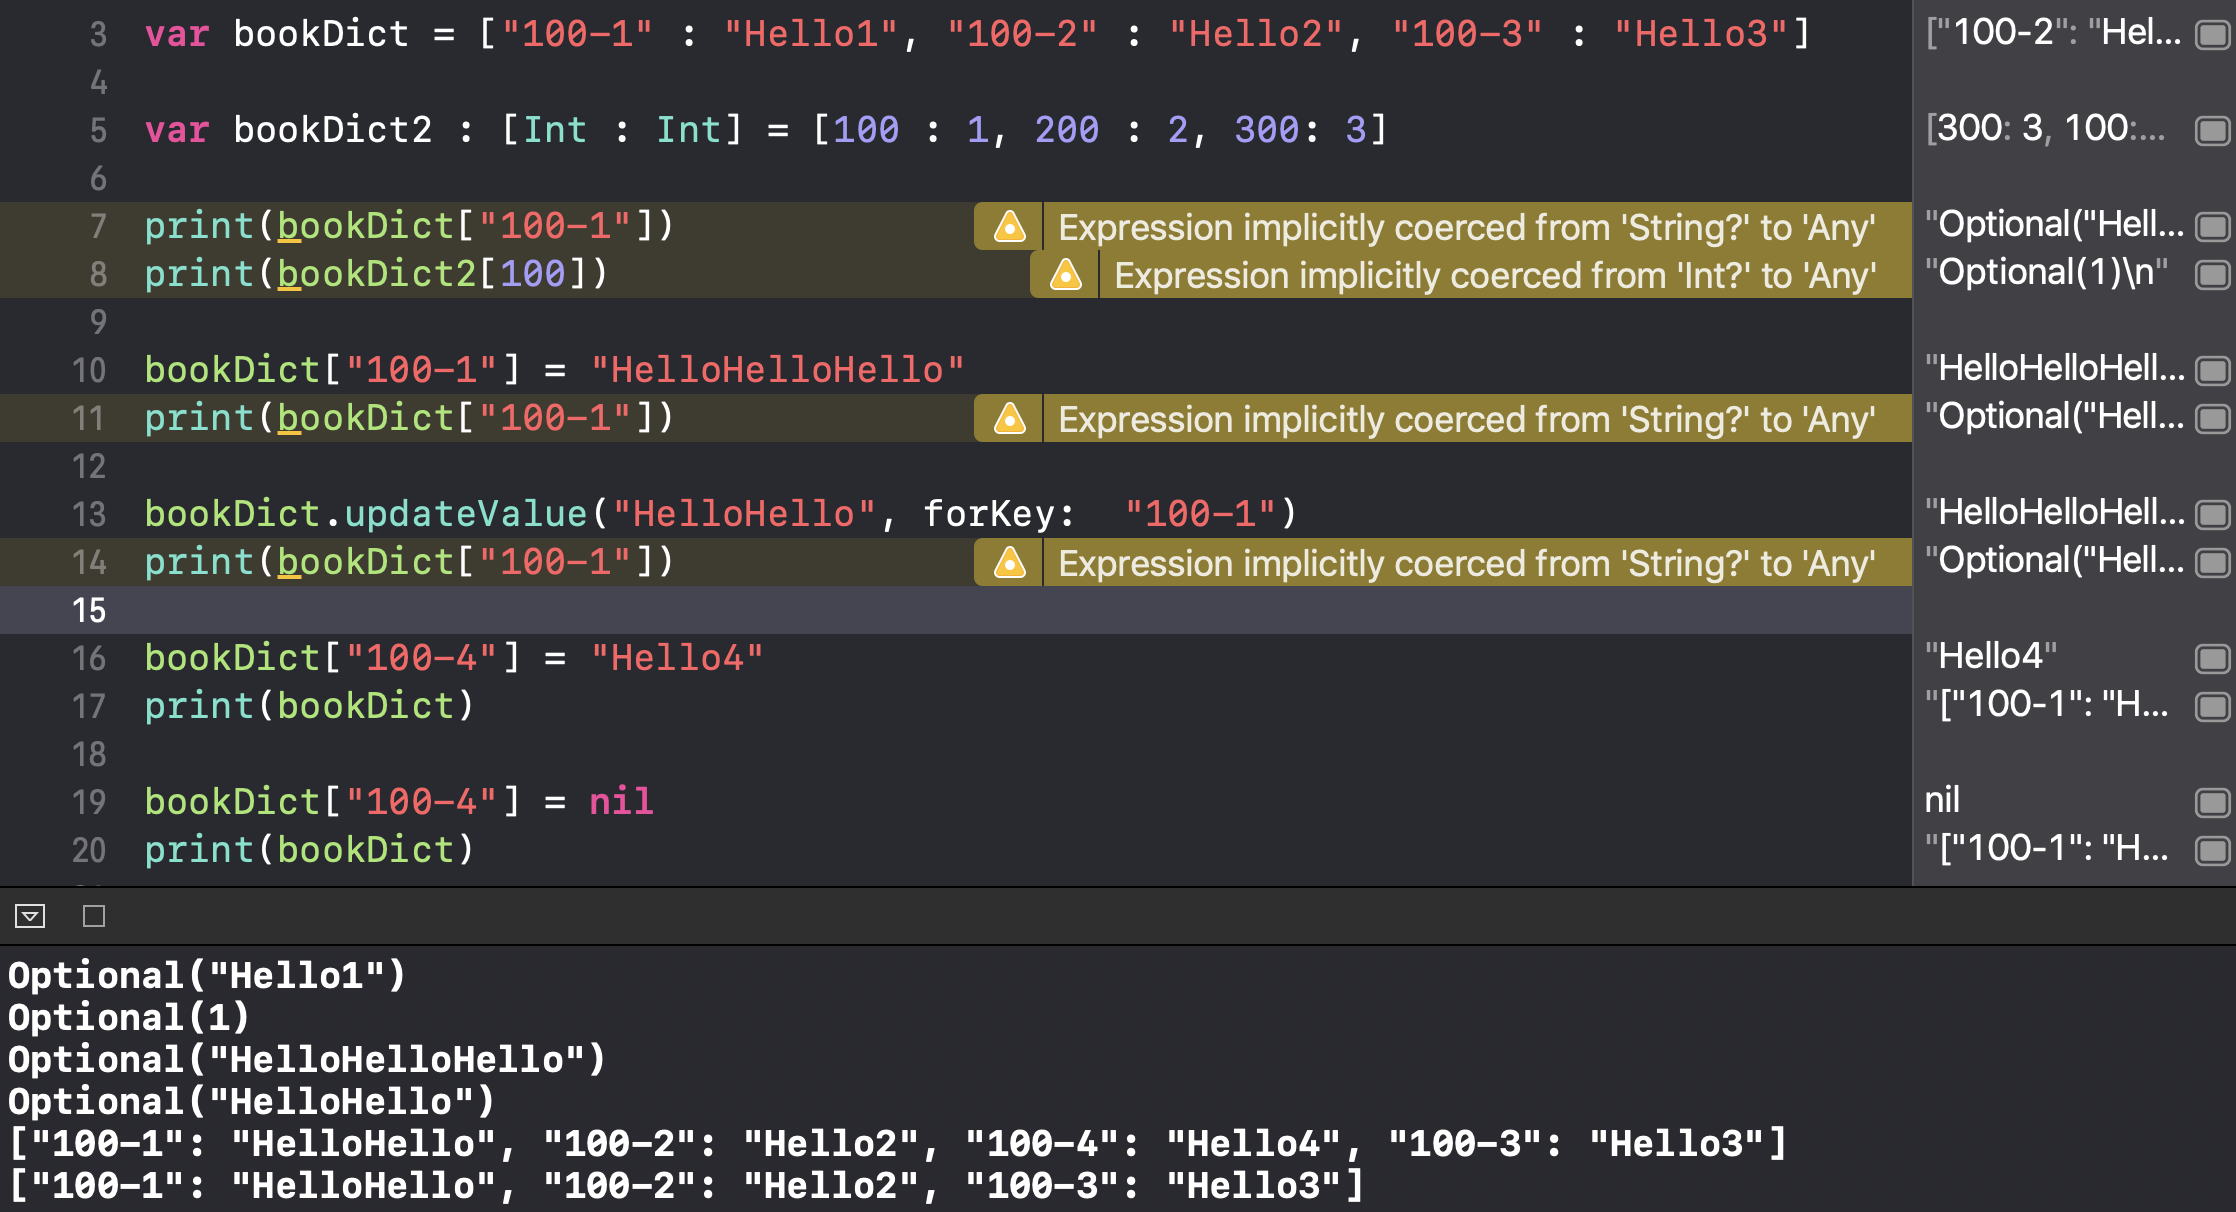 3 var bookDict = ["100-1" : "Hello1", "100-2" : "Hello2", "100-3" : "Hello3"] ["100-2": "Hel...
4
5 var bookDict2 : [Int : Int] = [100 : 1, 200 : 2, 300: 3] [300: 3, 100:...
6
7 print(bookDict["100-1"]) Expression implicitly coerced from 'String?' to 'Any' "Optional("Hell...
8 print(bookDict2[100]) Expression implicitly coerced from 'Int?' to 'Any' "Optional(1)\n"
9
10 bookDict["100-1"] = "HelloHelloHello" "HelloHelloHell...
11 print(bookDict["100-1"]) Expression implicitly coerced from 'String?' to 'Any' "Optional("Hell...
12
13 bookDict.updateValue("HelloHello", forKey:  "100-1") "HelloHelloHell...
14 print(bookDict["100-1"]) Expression implicitly coerced from 'String?' to 'Any' "Optional("Hell...
15
16 bookDict["100-4"] = "Hello4" "Hello4"
17 print(bookDict) "["100-1": "H...
18
19 bookDict["100-4"] = nil nil
20 print(bookDict) "["100-1": "H...
Optional("Hello1")
Optional(1)
Optional("HelloHelloHello")
Optional("HelloHello")
["100-1": "HelloHello", "100-2": "Hello2", "100-4": "Hello4", "100-3": "Hello3"]
["100-1": "HelloHello", "100-2": "Hello2", "100-3": "Hello3"]